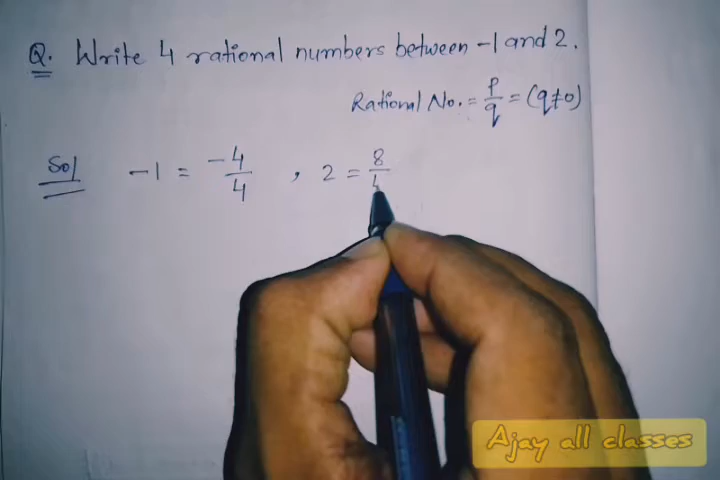 Q. Write 4 rational numbers between -1 and 2.
Rational No. = p/q = (q≠0)
Sol -1 = -4/4 , 2 = 8/4
Ajay all classes